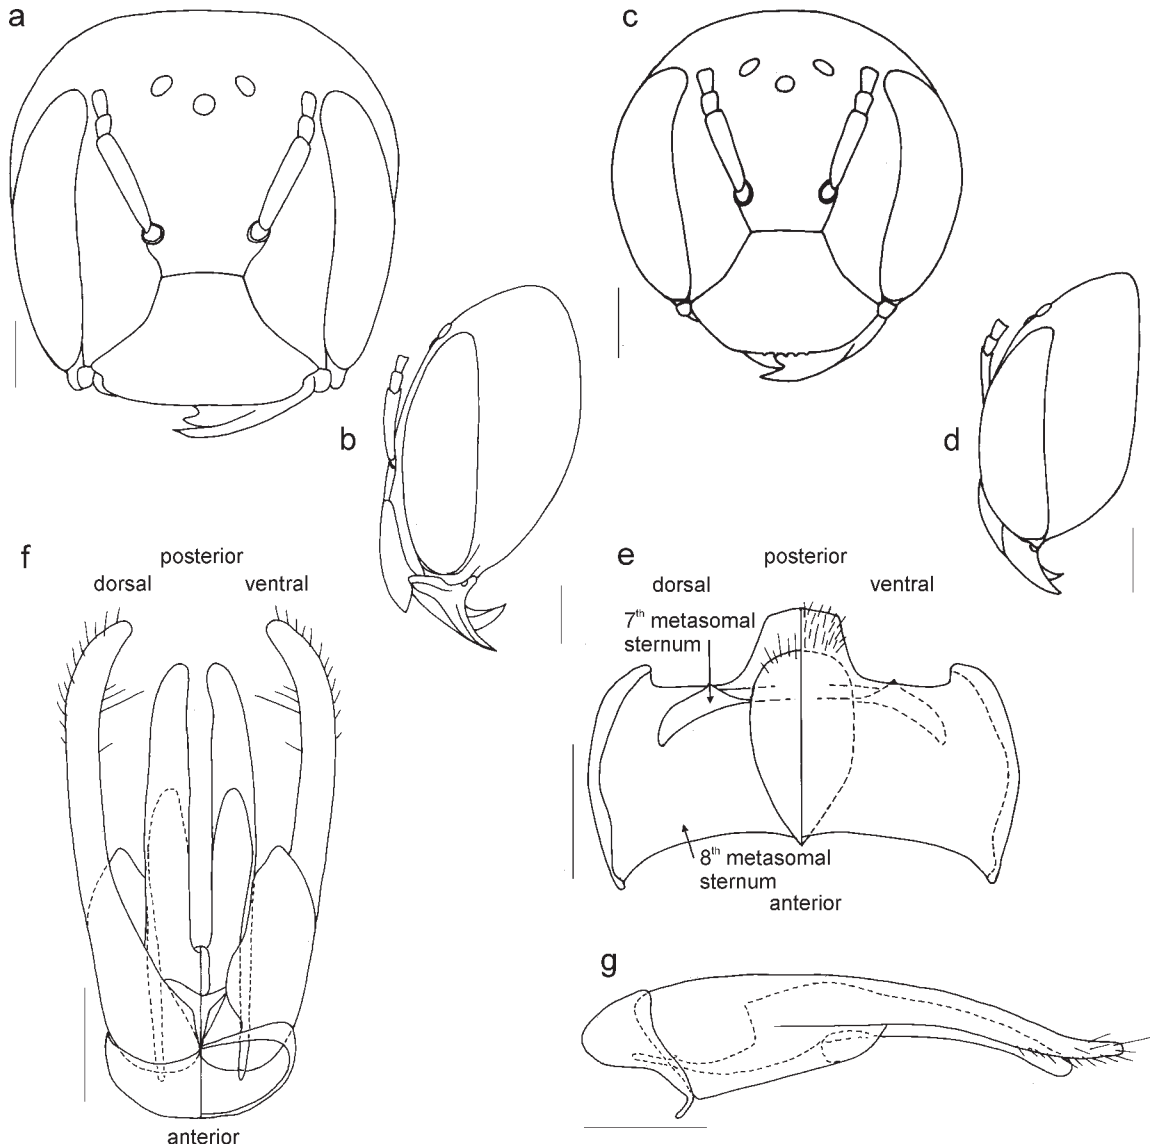 a
c
b
d
f
posterior
dorsal
ventral
e
posterior
dorsal
ventral
7th metasomal
sternum
8th metasomal
sternum
anterior
g
anterior